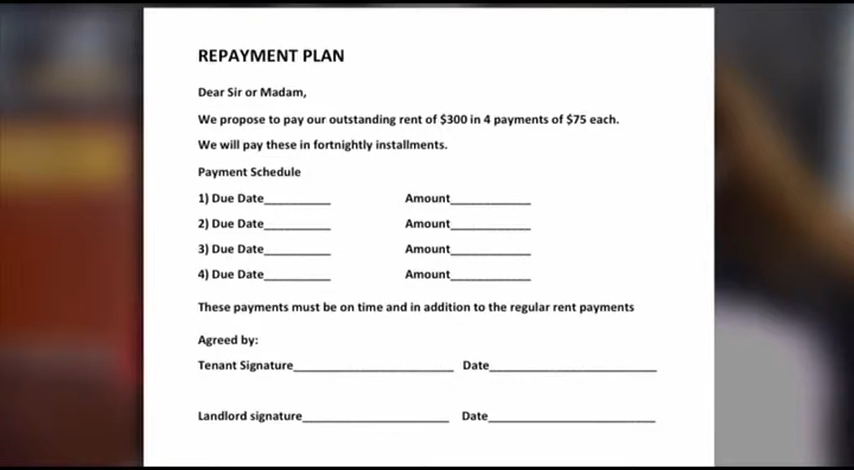 REPAYMENT PLAN
Dear Sir or Madam,
We propose to pay our outstanding rent of $300 in 4 payments of $75 each.
We will pay these in fortnightly installments.
Payment Schedule
1) Due Date__________ Amount____________
2) Due Date__________ Amount____________
3) Due Date__________ Amount____________
4) Due Date__________ Amount____________
These payments must be on time and in addition to the regular rent payments
Agreed by:
Tenant Signature________________________ Date_________________________
Landlord signature______________________ Date_________________________